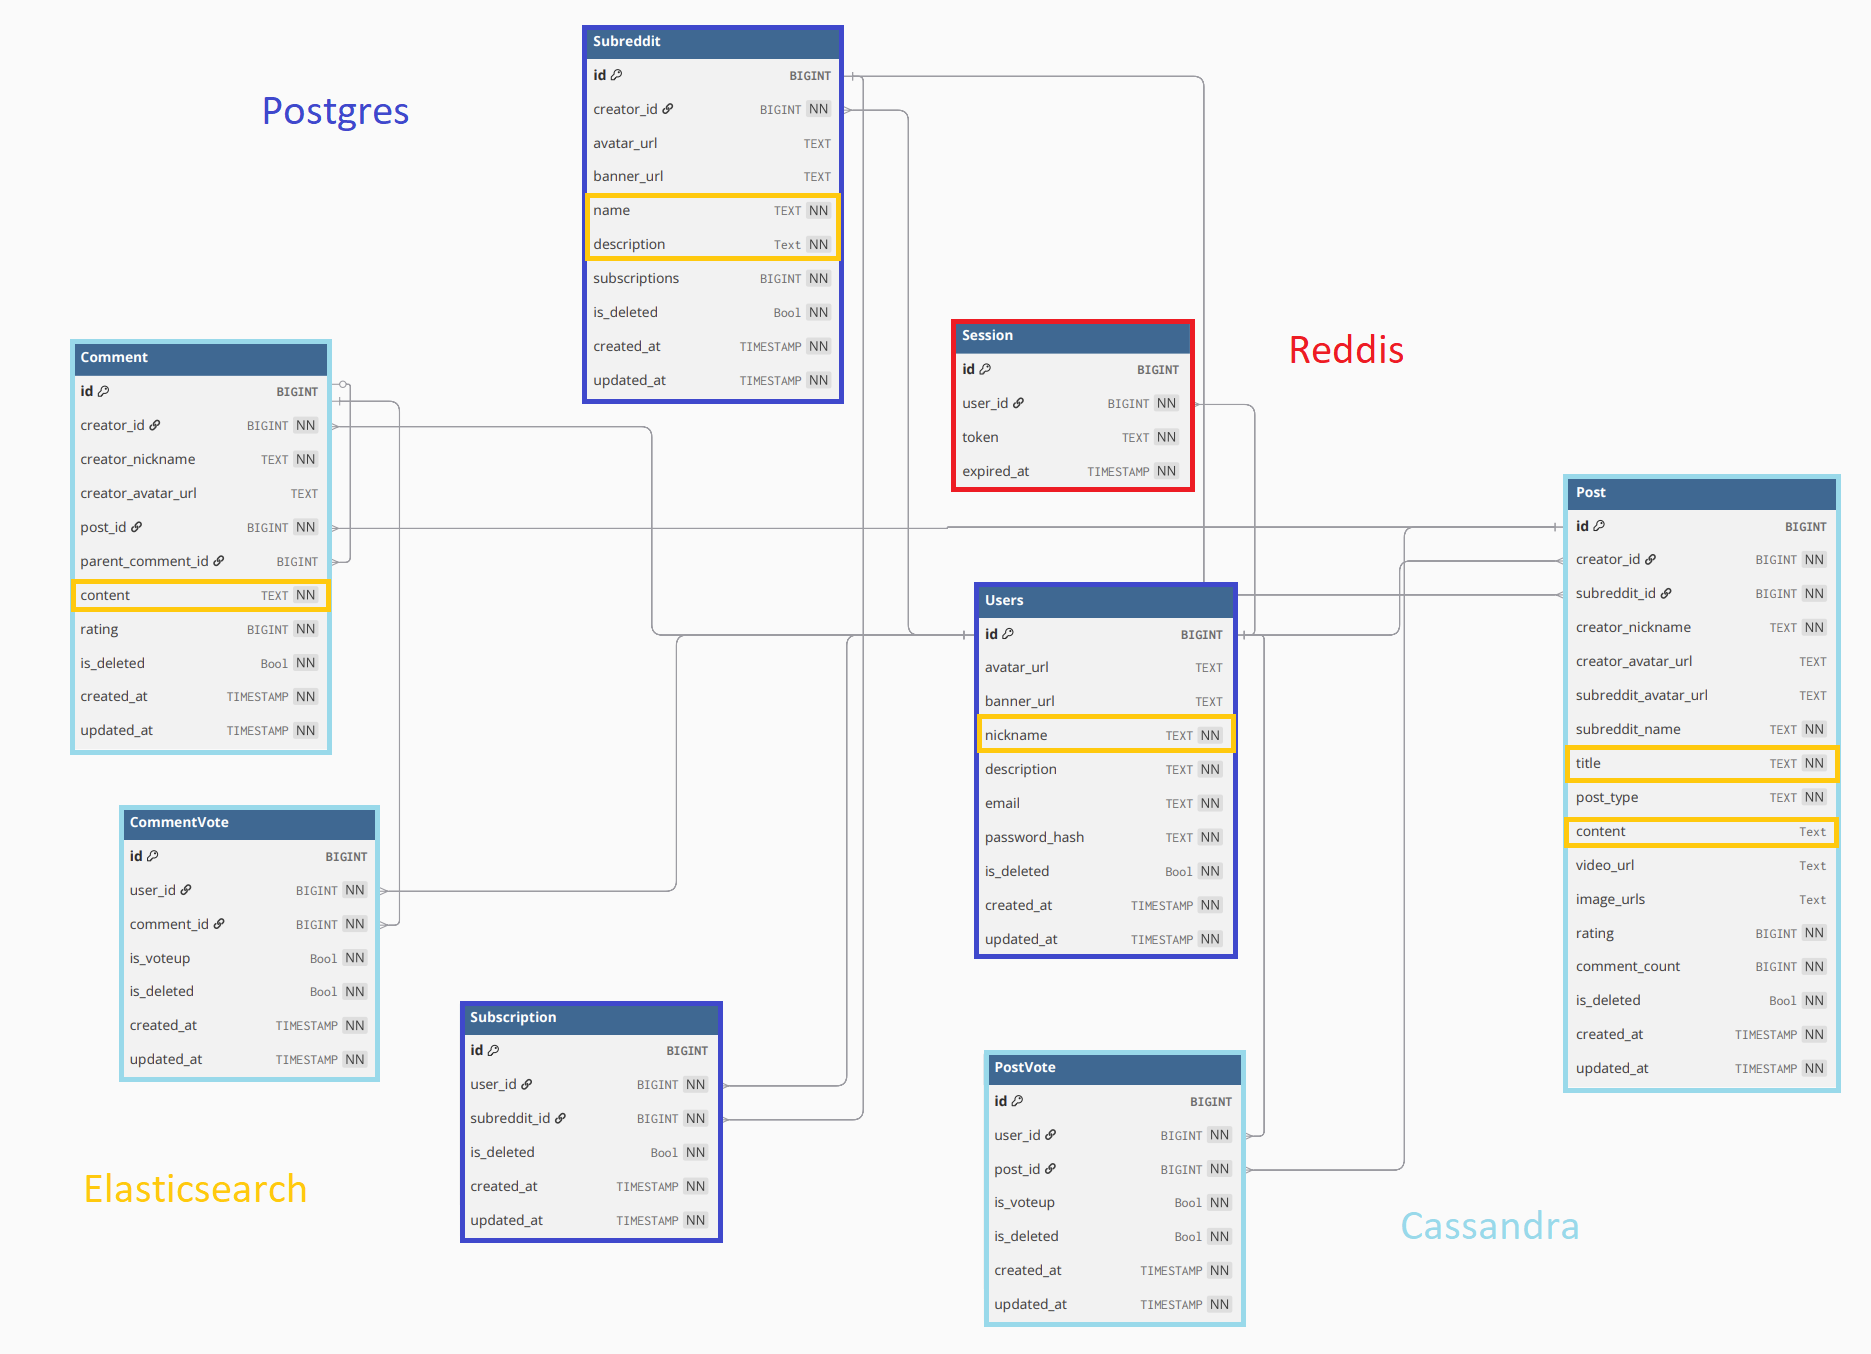 Postgres
Subreddit
id BIGINT
creator_id BIGINT NN
avatar_url TEXT
banner_url TEXT
name TEXT NN
description Text NN
subscriptions BIGINT NN
is_deleted Bool NN
created_at TIMESTAMP NN
updated_at TIMESTAMP NN
Reddis
Session
id BIGINT
user_id BIGINT NN
token TEXT NN
expired_at TIMESTAMP NN
Comment
id BIGINT
creator_id BIGINT NN
creator_nickname TEXT NN
creator_avatar_url TEXT
post_id BIGINT NN
parent_comment_id BIGINT
content TEXT NN
rating BIGINT NN
is_deleted Bool NN
created_at TIMESTAMP NN
updated_at TIMESTAMP NN
Users
id BIGINT
avatar_url TEXT
banner_url TEXT
nickname TEXT NN
description TEXT NN
email TEXT NN
password_hash TEXT NN
is_deleted Bool NN
created_at TIMESTAMP NN
updated_at TIMESTAMP NN
Post
id BIGINT
creator_id BIGINT NN
subreddit_id BIGINT NN
creator_nickname TEXT NN
creator_avatar_url TEXT
subreddit_avatar_url TEXT
subreddit_name TEXT NN
title TEXT NN
post_type TEXT NN
content Text
video_url Text
image_urls Text
rating BIGINT NN
comment_count BIGINT NN
is_deleted Bool NN
created_at TIMESTAMP NN
updated_at TIMESTAMP NN
CommentVote
id BIGINT
user_id BIGINT NN
comment_id BIGINT NN
is_voteup Bool NN
is_deleted Bool NN
created_at TIMESTAMP NN
updated_at TIMESTAMP NN
Subscription
id BIGINT
user_id BIGINT NN
subreddit_id BIGINT NN
is_deleted Bool NN
created_at TIMESTAMP NN
updated_at TIMESTAMP NN
PostVote
id BIGINT
user_id BIGINT NN
post_id BIGINT NN
is_voteup Bool NN
is_deleted Bool NN
created_at TIMESTAMP NN
updated_at TIMESTAMP NN
Elasticsearch
Cassandra